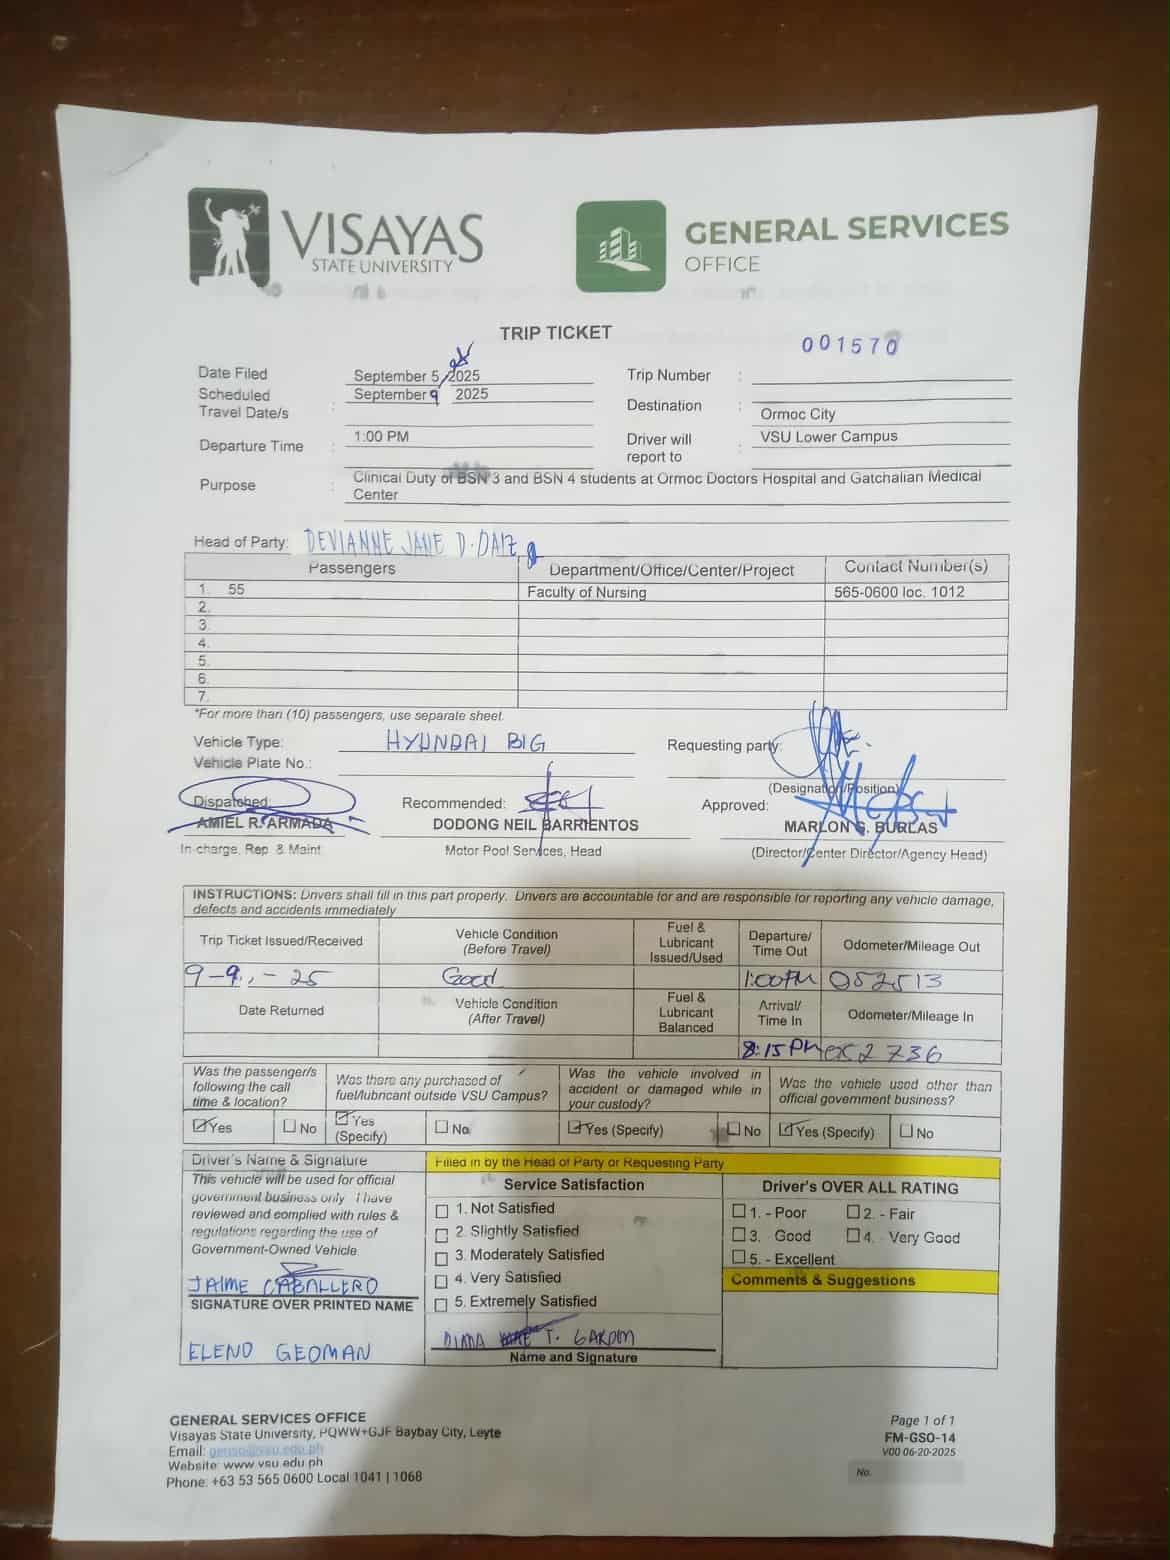 VISAYAS
STATE UNIVERSITY
GENERAL SERVICES
OFFICE
TRIP TICKET
001570
Date Filed September 5, 2025
Trip Number :
Scheduled Travel Date/s : September 9 2025
Destination : Ormoc City
Departure Time : 1:00 PM
Driver will report to : VSU Lower Campus
Purpose : Clinical Duty of BSN 3 and BSN 4 students at Ormoc Doctors Hospital and Gatchalian Medical
Center
Head of Party: DEVIANNE JANE D. DAIZ
Passengers Department/Office/Center/Project Contact Number(s)
1. 55 Faculty of Nursing 565-0600 loc. 1012
2.
3.
4.
5.
6.
7.
*For more than (10) passengers, use separate sheet.
Vehicle Type: HYUNDAI BIG
Requesting party:
Vehicle Plate No.:
(Designation/Position)
Dispatched: Recommended: Approved:
AMIEL R. ARMADA DODONG NEIL BARRIENTOS MARLON G. BURLAS
In-charge, Rep. & Maint. Motor Pool Services, Head (Director/Center Director/Agency Head)
INSTRUCTIONS: Drivers shall fill in this part properly. Drivers are accountable for and are responsible for reporting any vehicle damage,
defects and accidents immediately
Trip Ticket Issued/Received Vehicle Condition (Before Travel) Fuel & Lubricant Issued/Used Departure/ Time Out Odometer/Mileage Out
9-9, - 25 Good 1:00PM 052513
Date Returned Vehicle Condition (After Travel) Fuel & Lubricant Balanced Arrival/ Time In Odometer/Mileage In
8:15 PM 052736
Was the passenger/s following the call time & location? Was there any purchased of fuel/lubricant outside VSU Campus? Was the vehicle involved in accident or damaged while in your custody? Was the vehicle used other than official government business?
Yes No Yes (Specify) No Yes (Specify) No Yes (Specify) No
Driver's Name & Signature
This vehicle will be used for official
government business only. I have
reviewed and complied with rules &
regulations regarding the use of
Government-Owned Vehicle.
JAIME CABALLERO
SIGNATURE OVER PRINTED NAME
ELENO GEOMAN
Filled in by the Head of Party or Requesting Party
Service Satisfaction
1. Not Satisfied
2. Slightly Satisfied
3. Moderately Satisfied
4. Very Satisfied
5. Extremely Satisfied
DIANA MAE T. GAROM
Name and Signature
Driver's OVER ALL RATING
1. - Poor 2. - Fair
3. Good 4. Very Good
5. - Excellent
Comments & Suggestions
GENERAL SERVICES OFFICE
Visayas State University, PQWW+GJF Baybay City, Leyte
Email: genso@vsu.edu.ph
Website: www.vsu.edu.ph
Phone: +63 53 565 0600 Local 1041 | 1068
Page 1 of 1
FM-GSO-14
V00 06-20-2025
No.